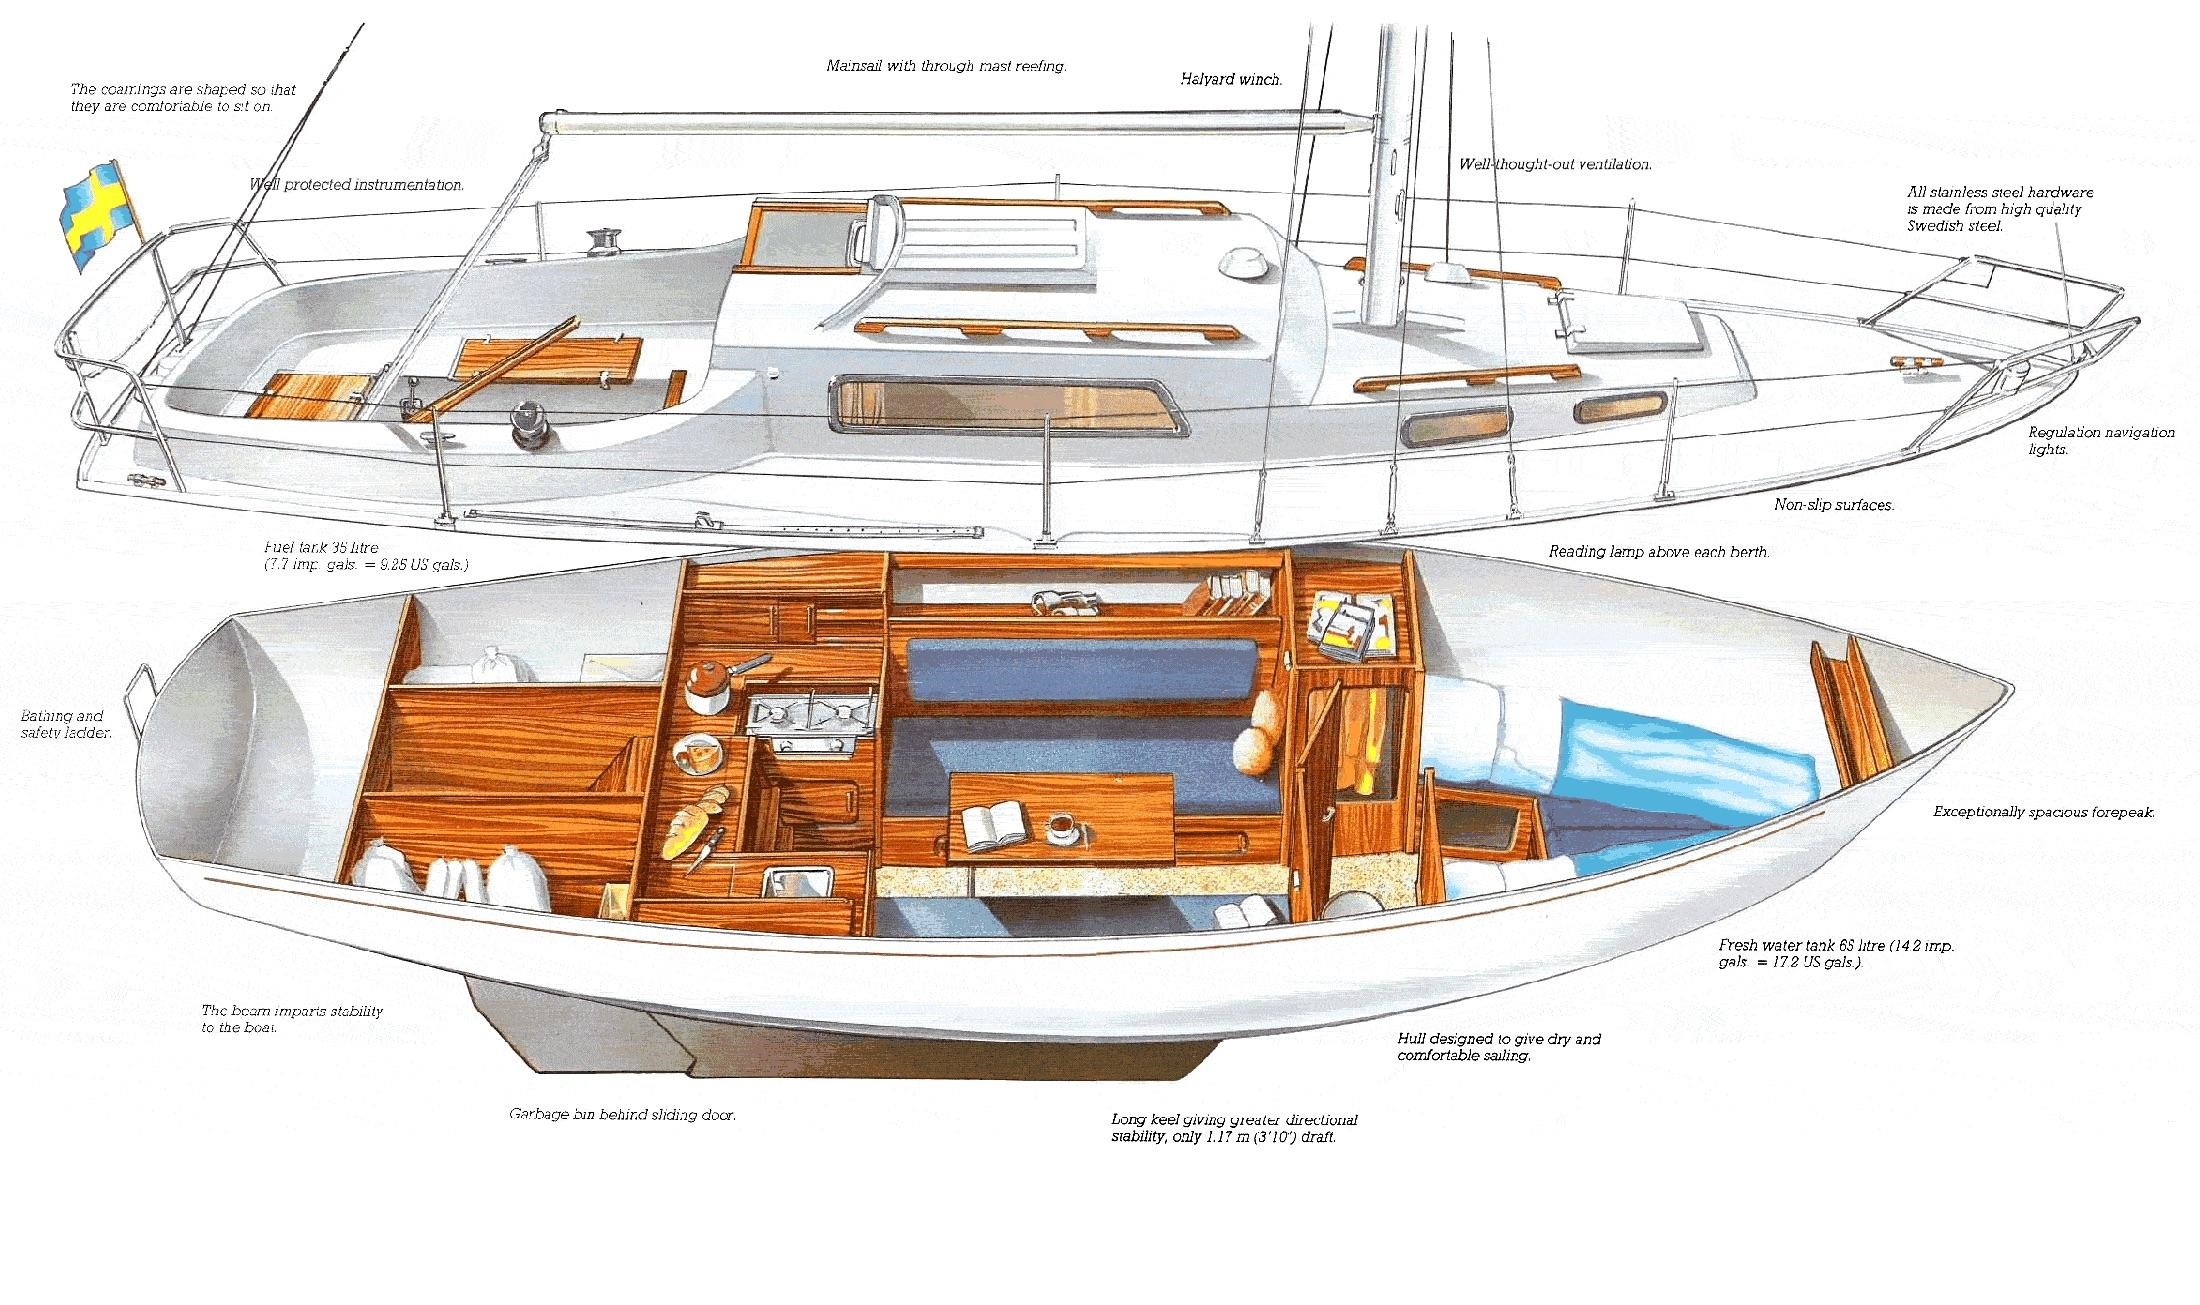 Mainsail with through mast reefing.
Halyard winch.
The coamings are shaped so that
they are comfortable to sit on.
Well-thought-out ventilation.
Well protected instrumentation.
All stainless steel hardware
is made from high quality
Swedish steel.
Regulation navigation
lights.
Non-slip surfaces.
Fuel tank 35 litre
(7.7 imp. gals. = 9.25 US gals.)
Reading lamp above each berth.
Bathing and
safety ladder.
Exceptionally spacious forepeak.
Fresh water tank 65 litre (14.2 imp.
gals. = 17.2 US gals.).
The beam imparts stability
to the boat.
Hull designed to give dry and
comfortable sailing.
Garbage bin behind sliding door.
Long keel giving greater directional
stability, only 1.17 m (3'10") draft.